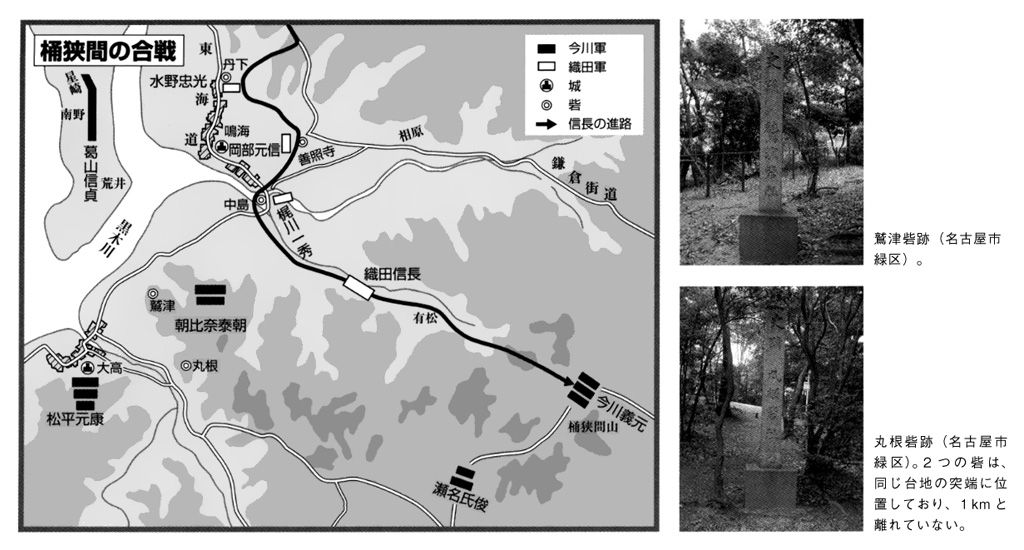 桶狭間の合戦
今川軍
織田軍
城
砦
信長の進路
東
海
道
丹下
水野忠光
星崎
南野
鳴海
岡部元信
善照寺
相原
鎌
倉
街
道
葛山信貞
荒井
中島
梶川一秀
黒木川
織田信長
鷲津
朝比奈泰朝
有松
丸根
大高
松平元康
今川義元
桶狭間山
瀬名氏俊
鷲津砦跡（名古屋市
緑区）。
丸根砦跡（名古屋市
緑区）。２つの砦は、
同じ台地の突端に位
置しており、１kmと
離れていない。